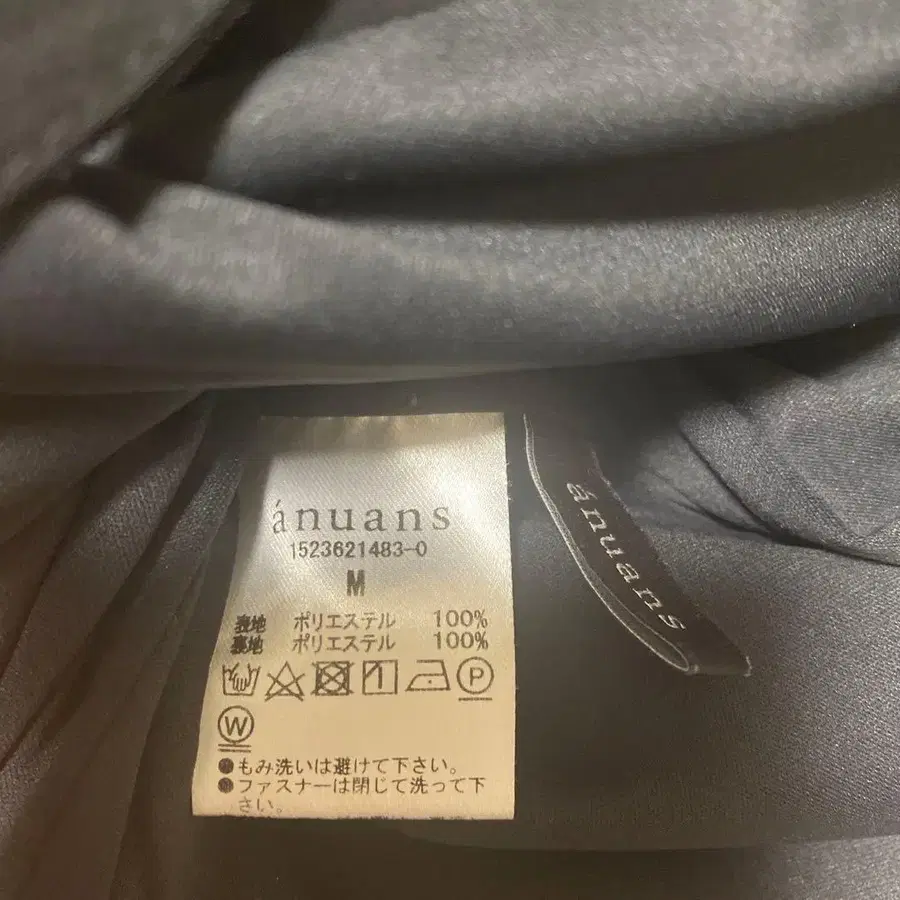 ánuans
1523621483-0
M
表地 ポリエステル 100%
裏地 ポリエステル 100%
P
W
●もみ洗いは避けて下さい。
●ファスナーは閉じて洗って下
さい。
ánuans